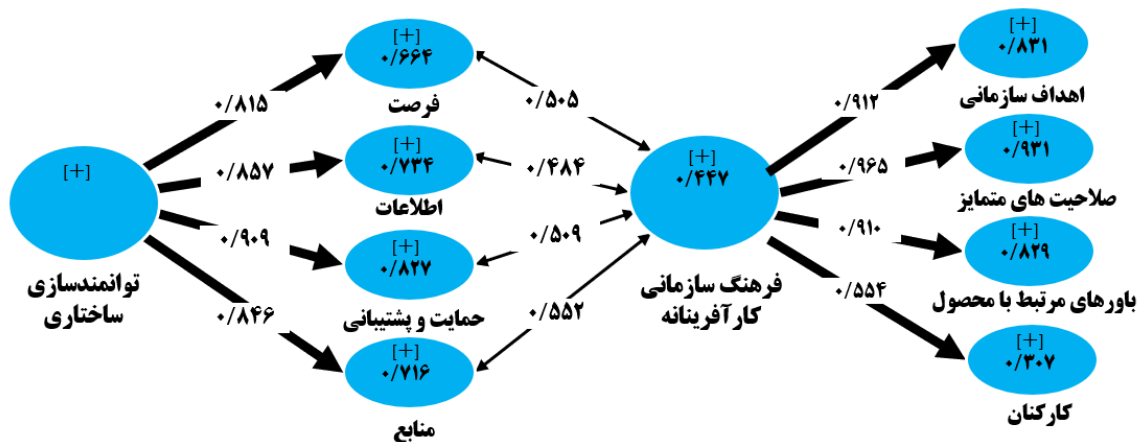 [+]
توانمندسازی
ساختاری
۰/۸۱۵
۰/۸۵۷
۰/۹۰۹
۰/۸۴۶
[+]
۰/۶۶۴
فرصت
[+]
۰/۷۳۴
اطلاعات
[+]
۰/۸۲۷
حمایت و پشتیبانی
[+]
۰/۷۱۶
منابع
۰/۵۰۵
۰/۴۸۴
۰/۵۰۹
۰/۵۵۲
[+]
۰/۴۴۷
فرهنگ سازمانی
کارآفرینانه
۰/۹۱۲
۰/۹۶۵
۰/۹۱۰
۰/۵۵۴
[+]
۰/۸۳۱
اهداف سازمانی
[+]
۰/۹۳۱
صلاحیت های متمایز
[+]
۰/۸۲۹
باورهای مرتبط با محصول
[+]
۰/۳۰۷
کارکنان